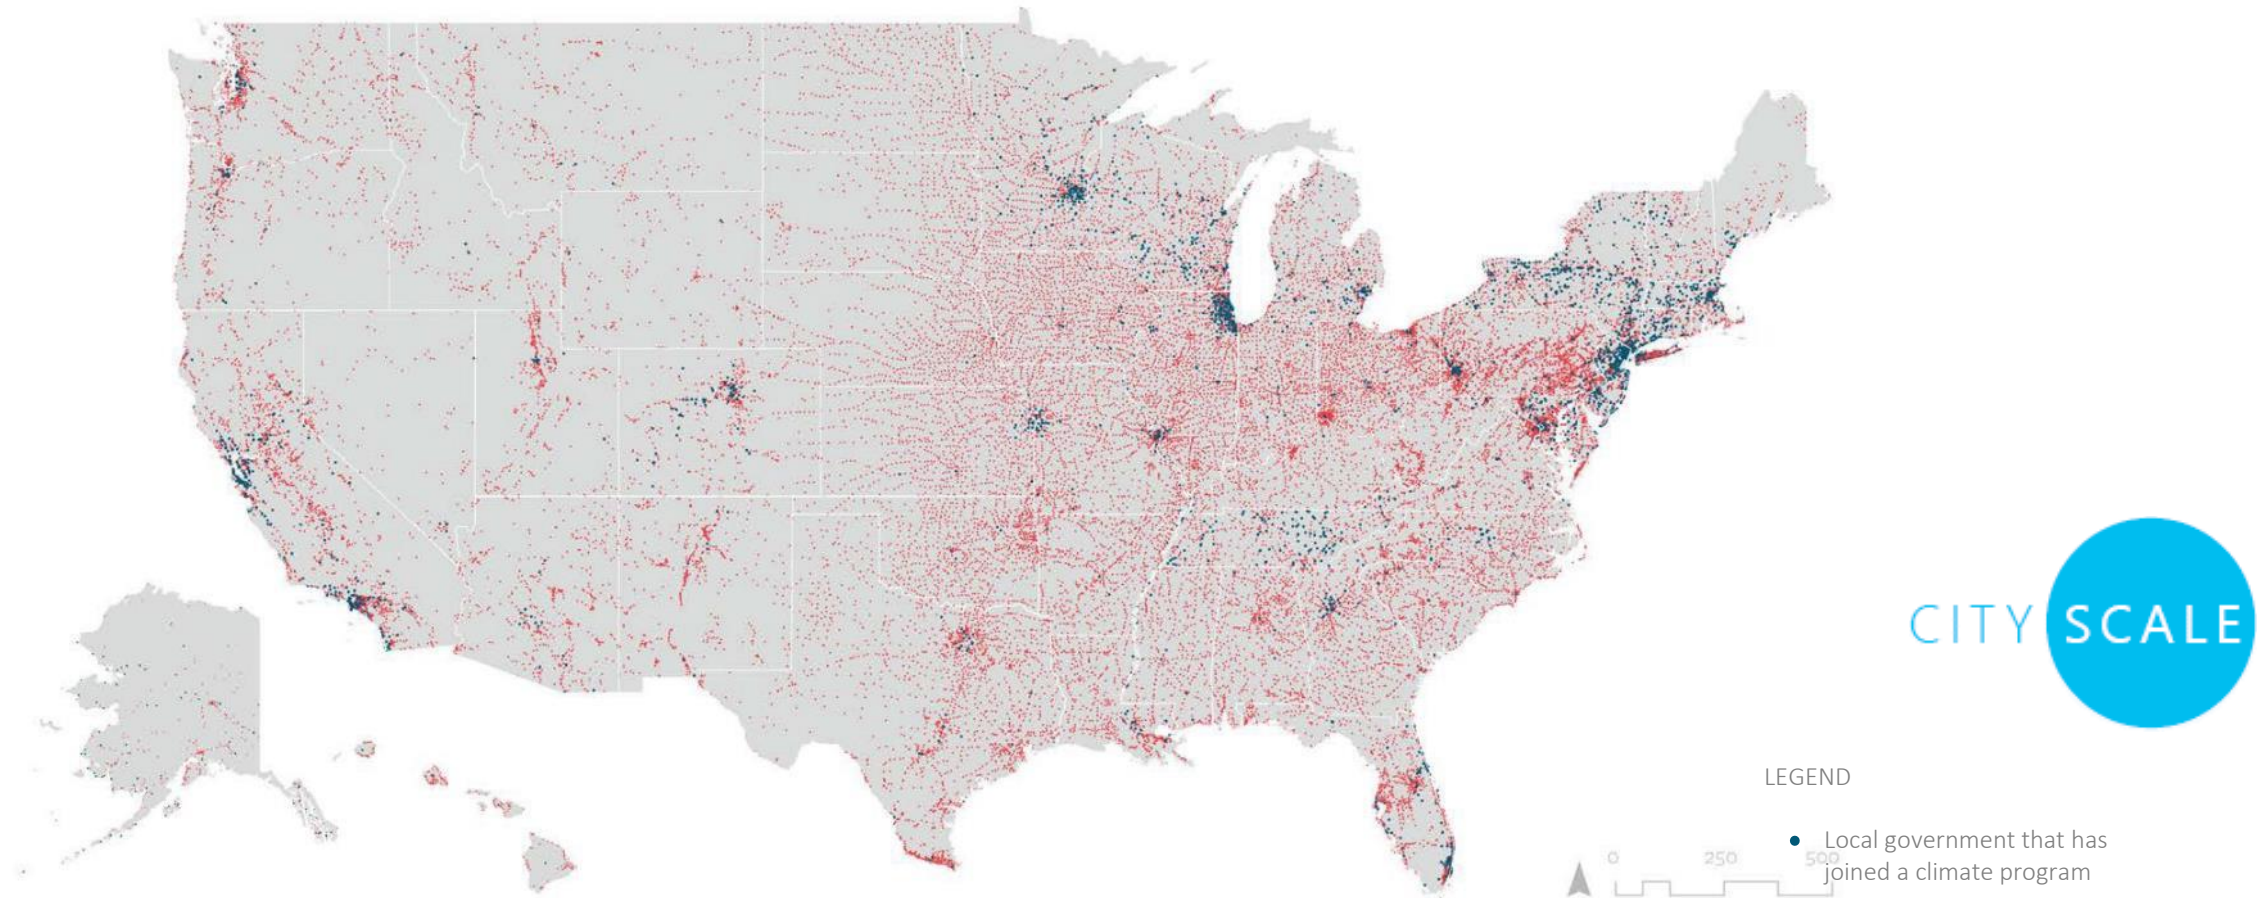 CITY SCALE
LEGEND
Local government that has
joined a climate program
0 250 500